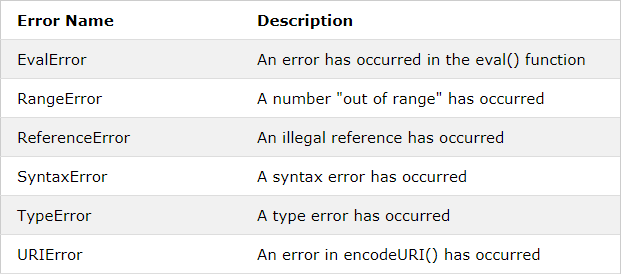 Error Name Description
EvalError An error has occurred in the eval() function
RangeError A number "out of range" has occurred
ReferenceError An illegal reference has occurred
SyntaxError A syntax error has occurred
TypeError A type error has occurred
URIError An error in encodeURI() has occurred